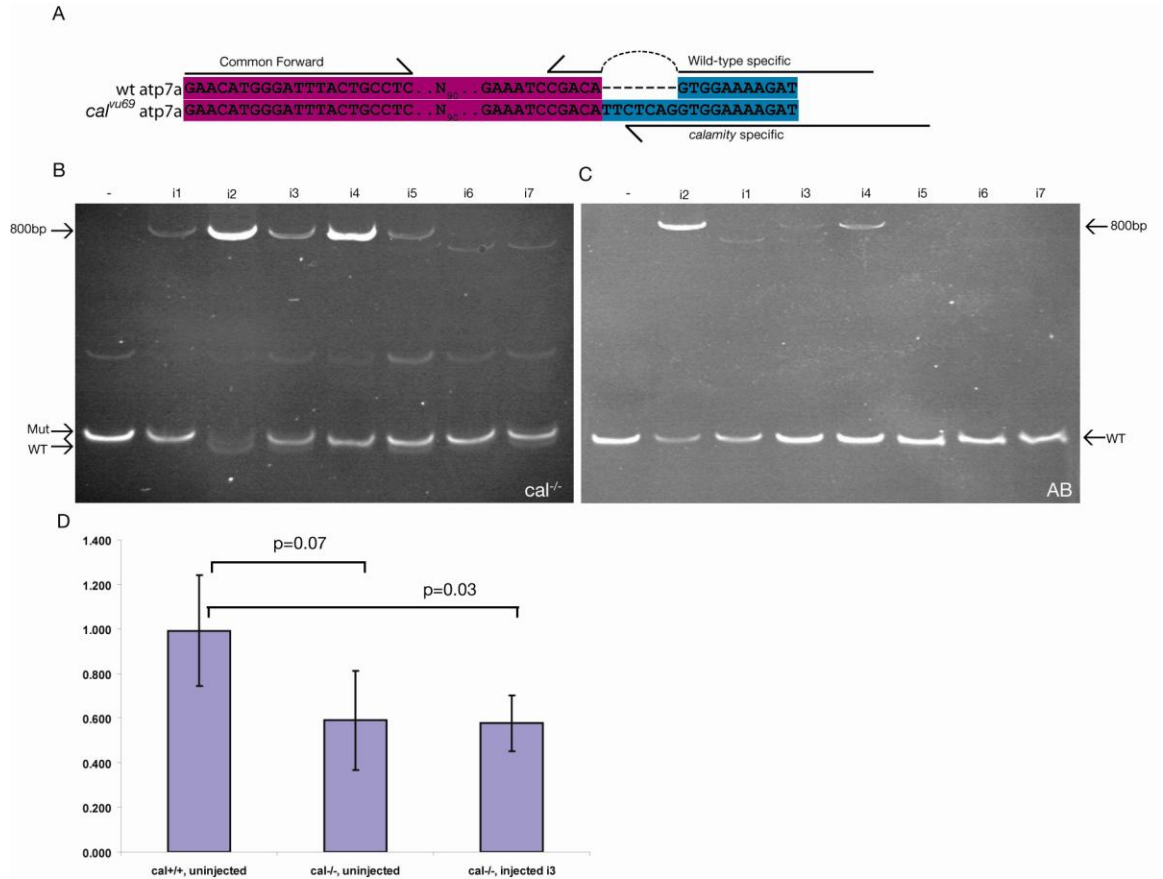 A
Common Forward
Wild-type specific
wt atp7a GAACATGGGATTTACTGCCTC..N90...GAAATCCGACA------GTGGAAAAGAT
cal^vu69 atp7a GAACATGGGATTTACTGCCTC..N90...GAAATCCGACATTCTCAGGTGGAAAAGAT
calamity specific
B
- i1 i2 i3 i4 i5 i6 i7
800bp
Mut
WT
cal-/-
C
- i2 i1 i3 i4 i5 i6 i7
800bp
WT
AB
D
p=0.07
p=0.03
1.400
1.200
1.000
0.800
0.600
0.400
0.200
0.000
cal+/+, uninjected
cal-/-, uninjected
cal-/-, injected i3